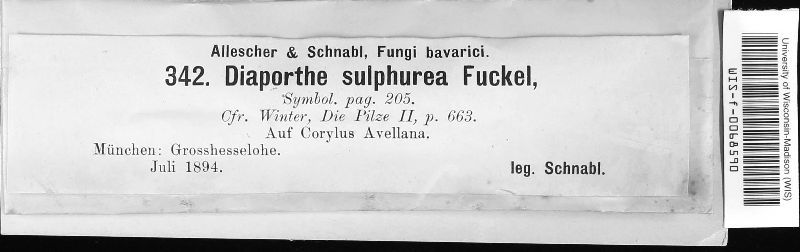 Allescher & Schnabl, Fungi bavarici.
342. Diaporthe sulphurea Fuckel,
Symbol. pag. 205.
Cfr. Winter, Die Pilze II, p. 663.
Auf Corylus Avellana.
München: Grosshesselohe.
Juli 1894.
leg. Schnabl.
University of Wisconsin-Madison (WIS)
WIS-f-0068590